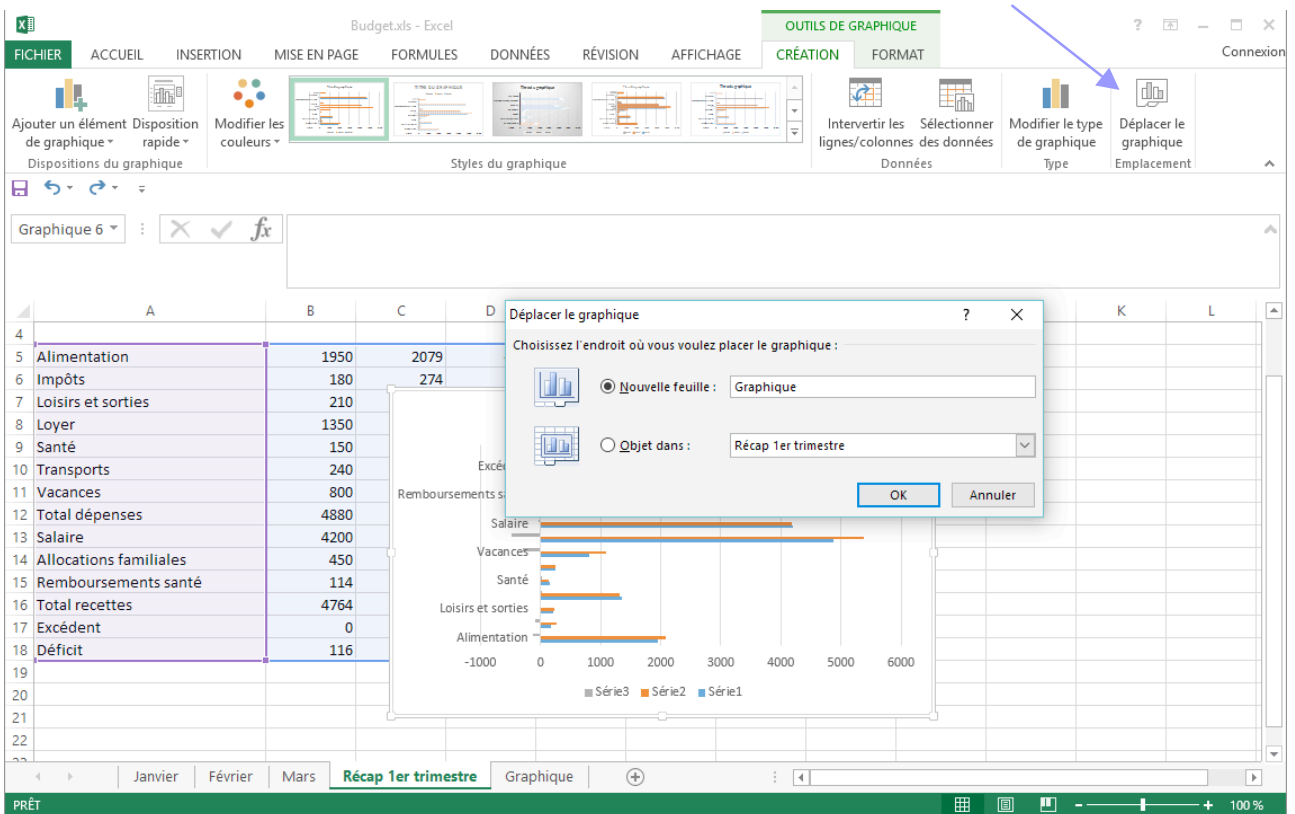 Budget.xls - Excel
OUTILS DE GRAPHIQUE
?
FICHIER ACCUEIL INSERTION MISE EN PAGE FORMULES DONNÉES RÉVISION AFFICHAGE CRÉATION FORMAT Connexion
Ajouter un élément de graphique
Disposition rapide
Modifier les couleurs
Intervertir les lignes/colonnes
Sélectionner des données
Modifier le type de graphique
Déplacer le graphique
Dispositions du graphique Styles du graphique Données Type Emplacement
Graphique 6 fx
A B C D K L
4
5 Alimentation 1950 2079
6 Impôts 180 274
7 Loisirs et sorties 210
8 Loyer 1350
9 Santé 150
10 Transports 240
11 Vacances 800
12 Total dépenses 4880
13 Salaire 4200
14 Allocations familiales 450
15 Remboursements santé 114
16 Total recettes 4764
17 Excédent 0
18 Déficit 116
19
20
21
22
Déplacer le graphique ?
Choisissez l'endroit où vous voulez placer le graphique :
Nouvelle feuille : Graphique
Objet dans : Récap 1er trimestre
OK Annuler
Salaire
Vacances
Santé
Loisirs et sorties
Alimentation
-1000 0 1000 2000 3000 4000 5000 6000
Série3 Série2 Série1
Janvier Février Mars Récap 1er trimestre Graphique
PRÊT 100 %